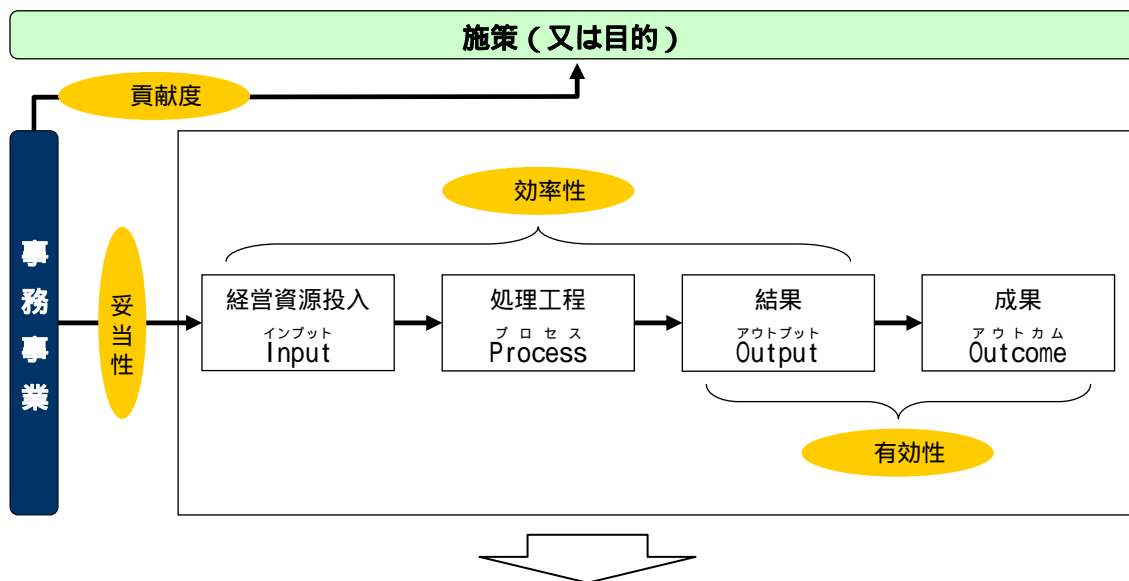 施策(又は目的)
貢献度
効率性
事務事業
妥当性
経営資源投入
インプット
Input
処理工程
プロセス
Process
結果
アウトプット
Output
成果
アウトカム
Outcome
有効性